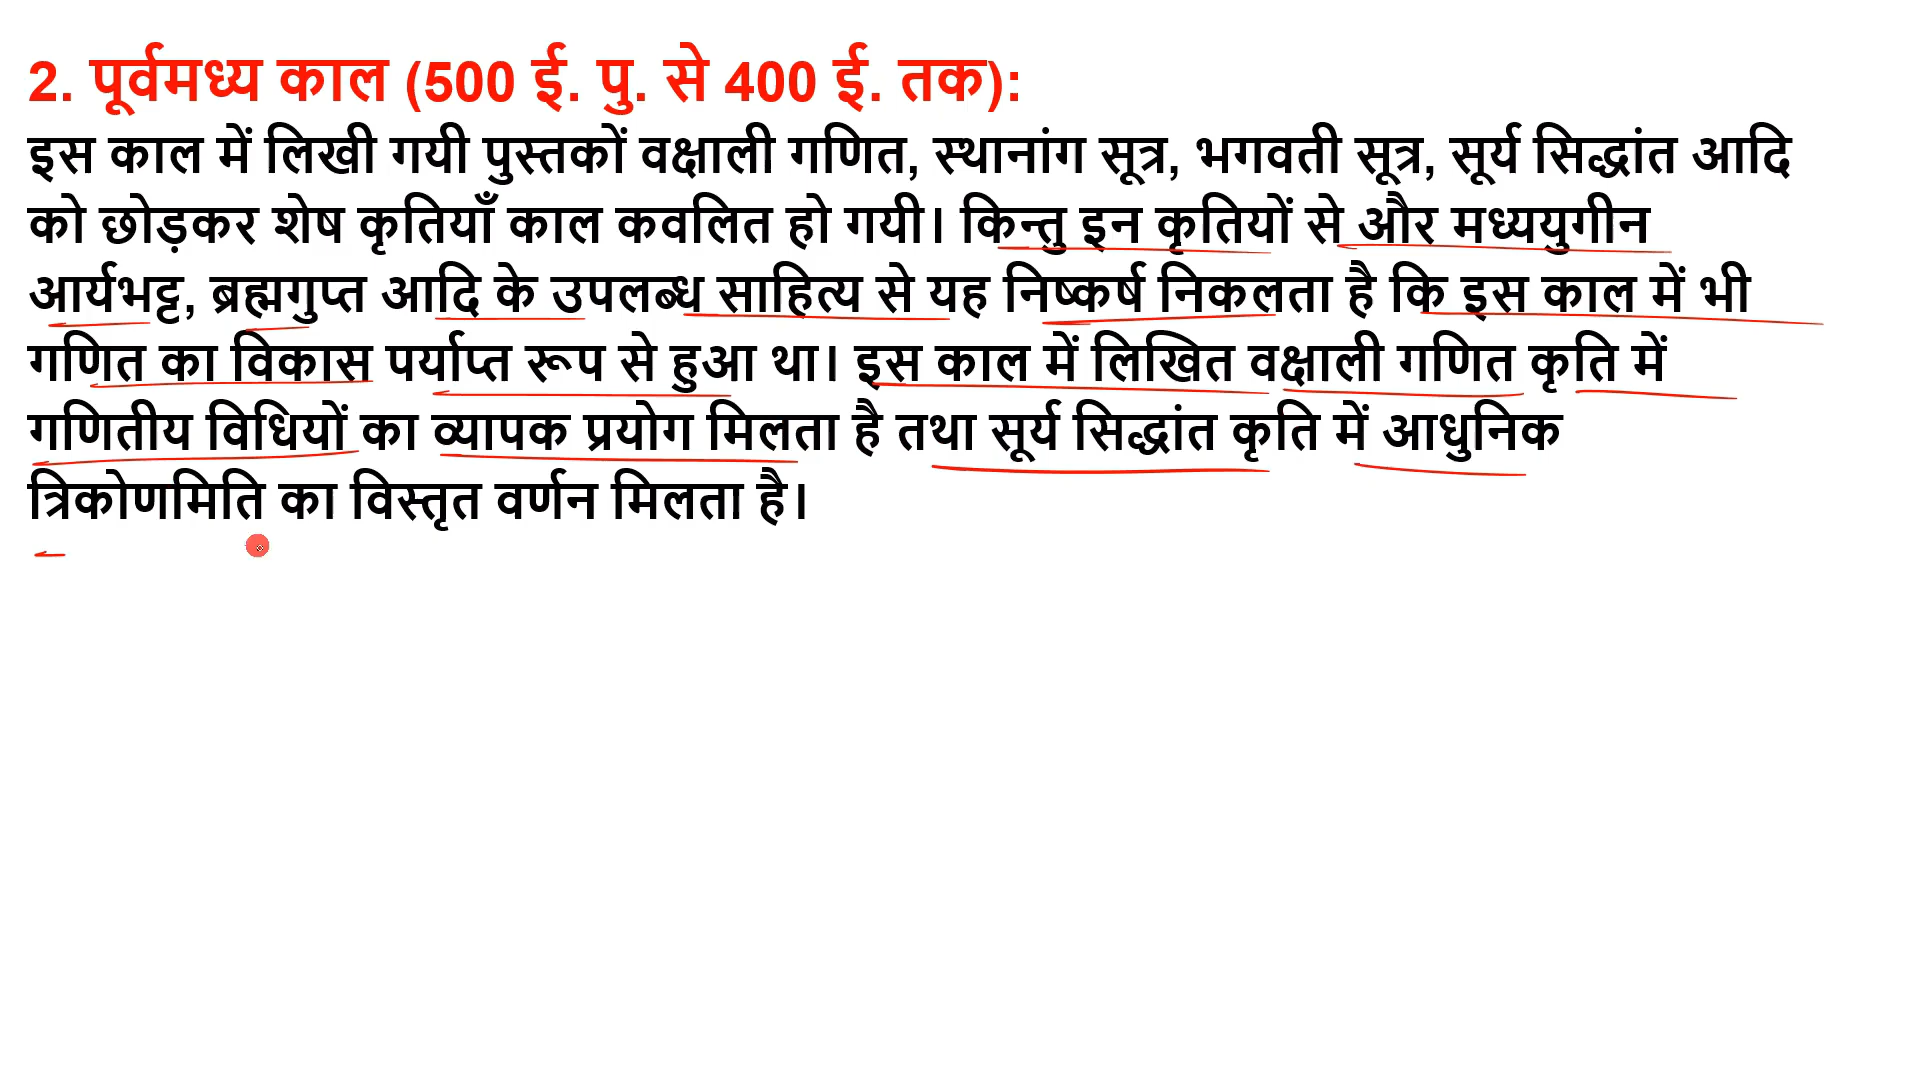 2. पूर्वमध्य काल (500 ई. पु. से 400 ई. तक):
इस काल में लिखी गयी पुस्तकों वक्षाली गणित, स्थानांग सूत्र, भगवती सूत्र, सूर्य सिद्धांत आदि
को छोड़कर शेष कृतियाँ काल कवलित हो गयी। किन्तु इन कृतियों से और मध्ययुगीन
आर्यभट्ट, ब्रह्मगुप्त आदि के उपलब्ध साहित्य से यह निष्कर्ष निकलता है कि इस काल में भी
गणित का विकास पर्याप्त रूप से हुआ था। इस काल में लिखित वक्षाली गणित कृति में
गणितीय विधियों का व्यापक प्रयोग मिलता है तथा सूर्य सिद्धांत कृति में आधुनिक
त्रिकोणमिति का विस्तृत वर्णन मिलता है।